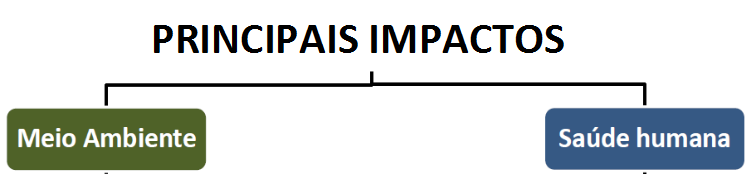 PRINCIPAIS IMPACTOS
Meio Ambiente
Saúde humana